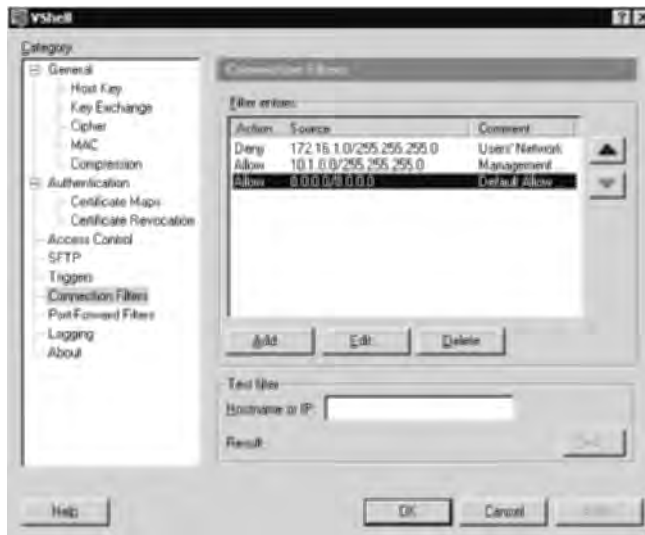 VShell
Category
General
Host Key
Key Exchange
Cipher
MAC
Compression
Authentication
Certificate Maps
Certificate Revocation
Access Control
SFTP
Triggers
Connection Filters
Port-Forward Filters
Logging
About
Connection Filters
Filter entries
Action Source Comment
Deny 172.16.1.0/255.255.255.0 Users' Network
Allow 10.1.0.0/255.255.255.0 Management
Allow 0.0.0.0/0.0.0.0 Default Allow
Add Edit Delete
Test filter
Hostname or IP:
Result
Help OK Cancel